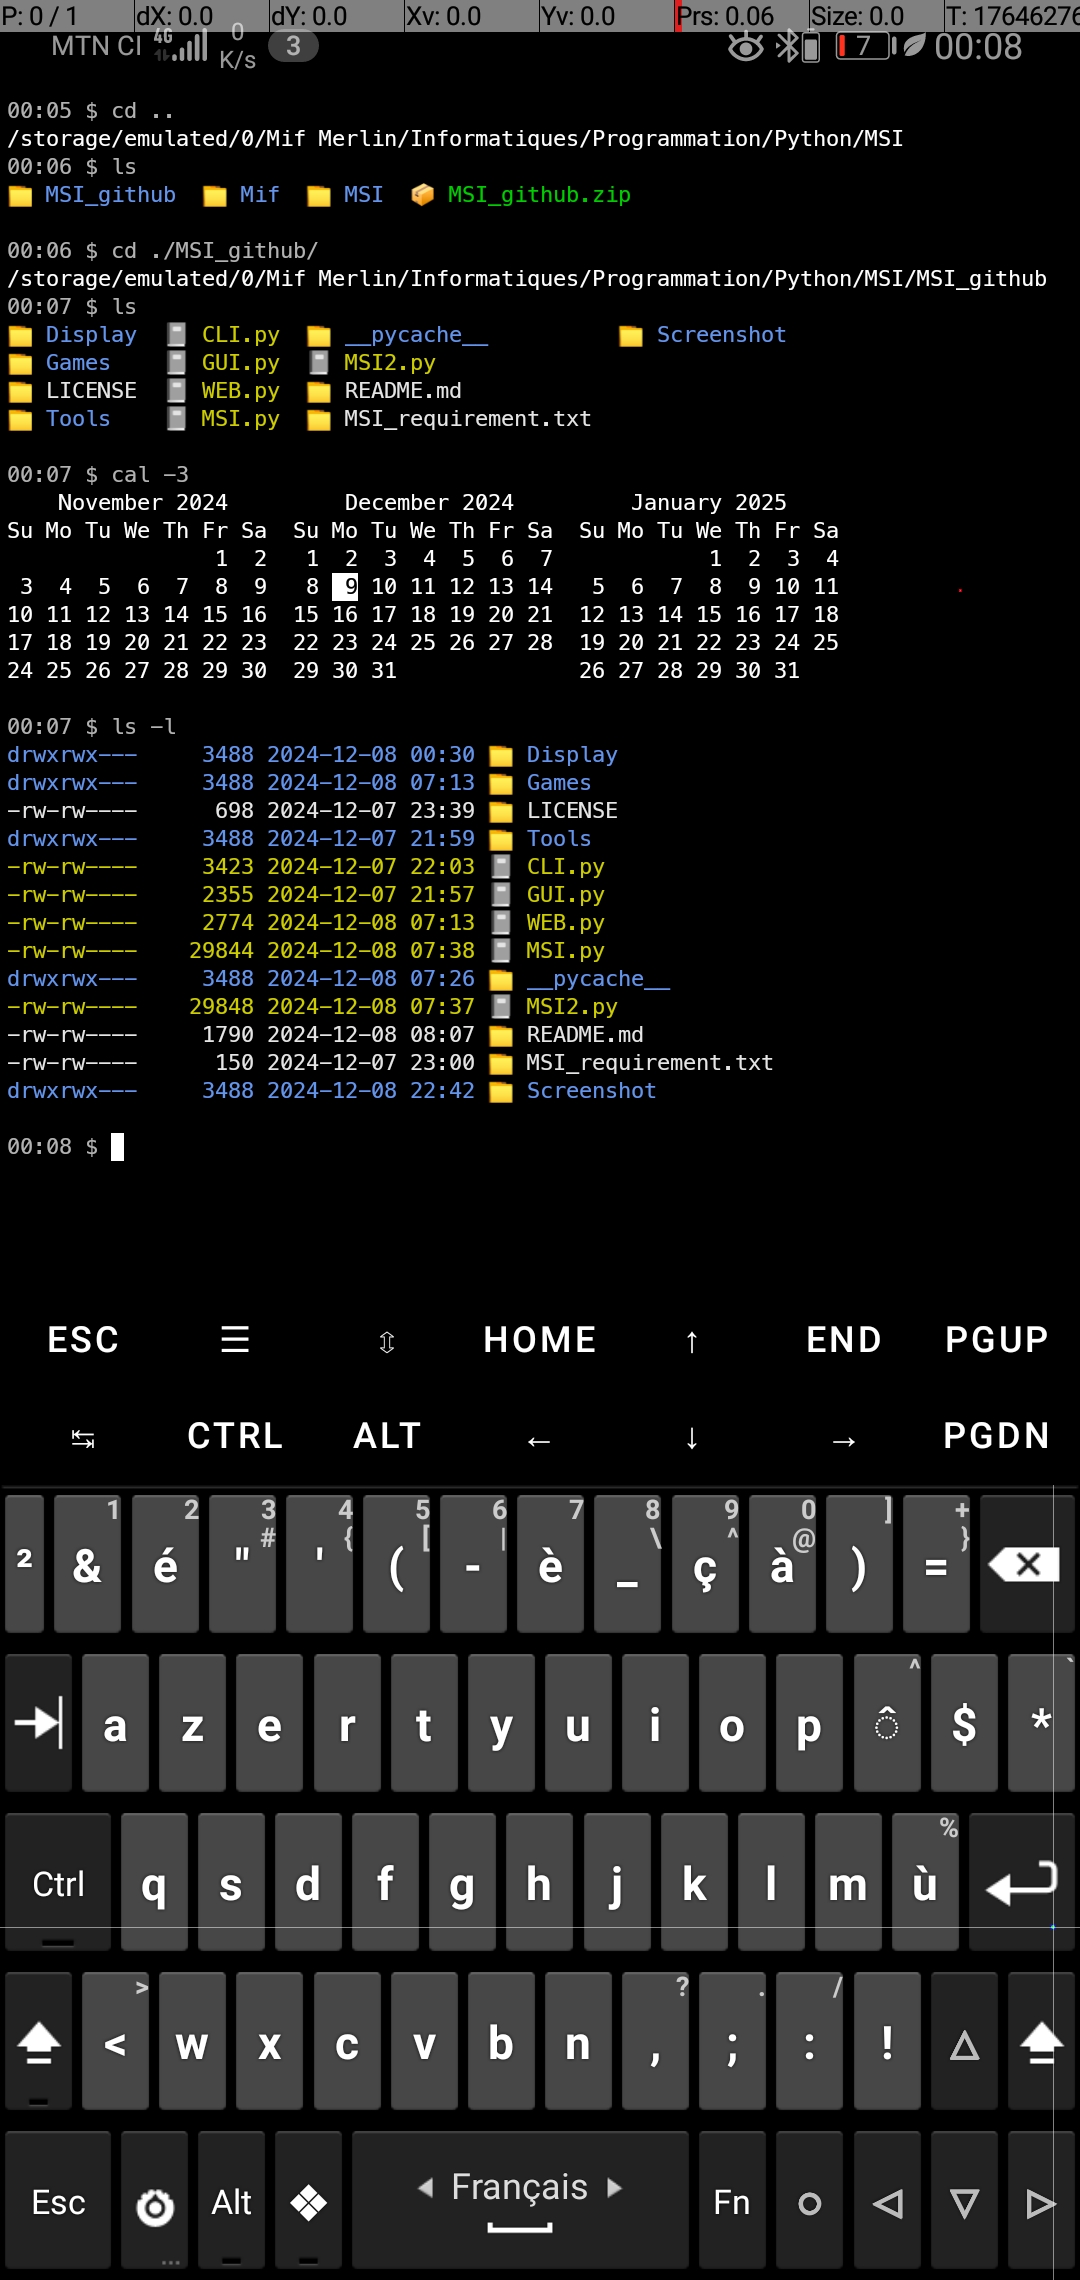 P: 0 / 1 dX: 0.0 dY: 0.0 Xv: 0.0 Yv: 0.0 Prs: 0.06 Size: 0.0 T: 17646276
MTN CI 4G 0 K/s 3 7 00:08
00:05 $ cd ..
/storage/emulated/0/Mif Merlin/Informatiques/Programmation/Python/MSI
00:06 $ ls
MSI_github Mif MSI MSI_github.zip
00:06 $ cd ./MSI_github/
/storage/emulated/0/Mif Merlin/Informatiques/Programmation/Python/MSI/MSI_github
00:07 $ ls
Display CLI.py __pycache__ Screenshot
Games GUI.py MSI2.py
LICENSE WEB.py README.md
Tools MSI.py MSI_requirement.txt
00:07 $ cal -3
November 2024 December 2024 January 2025
Su Mo Tu We Th Fr Sa Su Mo Tu We Th Fr Sa Su Mo Tu We Th Fr Sa
1 2 1 2 3 4 5 6 7 1 2 3 4
3 4 5 6 7 8 9 8 9 10 11 12 13 14 5 6 7 8 9 10 11
10 11 12 13 14 15 16 15 16 17 18 19 20 21 12 13 14 15 16 17 18
17 18 19 20 21 22 23 22 23 24 25 26 27 28 19 20 21 22 23 24 25
24 25 26 27 28 29 30 29 30 31 26 27 28 29 30 31
00:07 $ ls -l
drwxrwx--- 3488 2024-12-08 00:30 Display
drwxrwx--- 3488 2024-12-08 07:13 Games
-rw-rw---- 698 2024-12-07 23:39 LICENSE
drwxrwx--- 3488 2024-12-07 21:59 Tools
-rw-rw---- 3423 2024-12-07 22:03 CLI.py
-rw-rw---- 2355 2024-12-07 21:57 GUI.py
-rw-rw---- 2774 2024-12-08 07:13 WEB.py
-rw-rw---- 29844 2024-12-08 07:38 MSI.py
drwxrwx--- 3488 2024-12-08 07:26 __pycache__
-rw-rw---- 29848 2024-12-08 07:37 MSI2.py
-rw-rw---- 1790 2024-12-08 08:07 README.md
-rw-rw---- 150 2024-12-07 23:00 MSI_requirement.txt
drwxrwx--- 3488 2024-12-08 22:42 Screenshot
00:08 $
ESC ☰ ⇳ HOME ↑ END PGUP
↹ CTRL ALT ← ↓ → PGDN
1 2 3 4 5 6 7 8 9 0 ] +
# { [ | \ ^ @ }
² & é " ' ( - è _ ç à ) =
^ `
a z e r t y u i o p ◌̂ $ *
%
Ctrl q s d f g h j k l m ù
> ? . /
< w x c v b n , ; : !
Esc Alt Français Fn